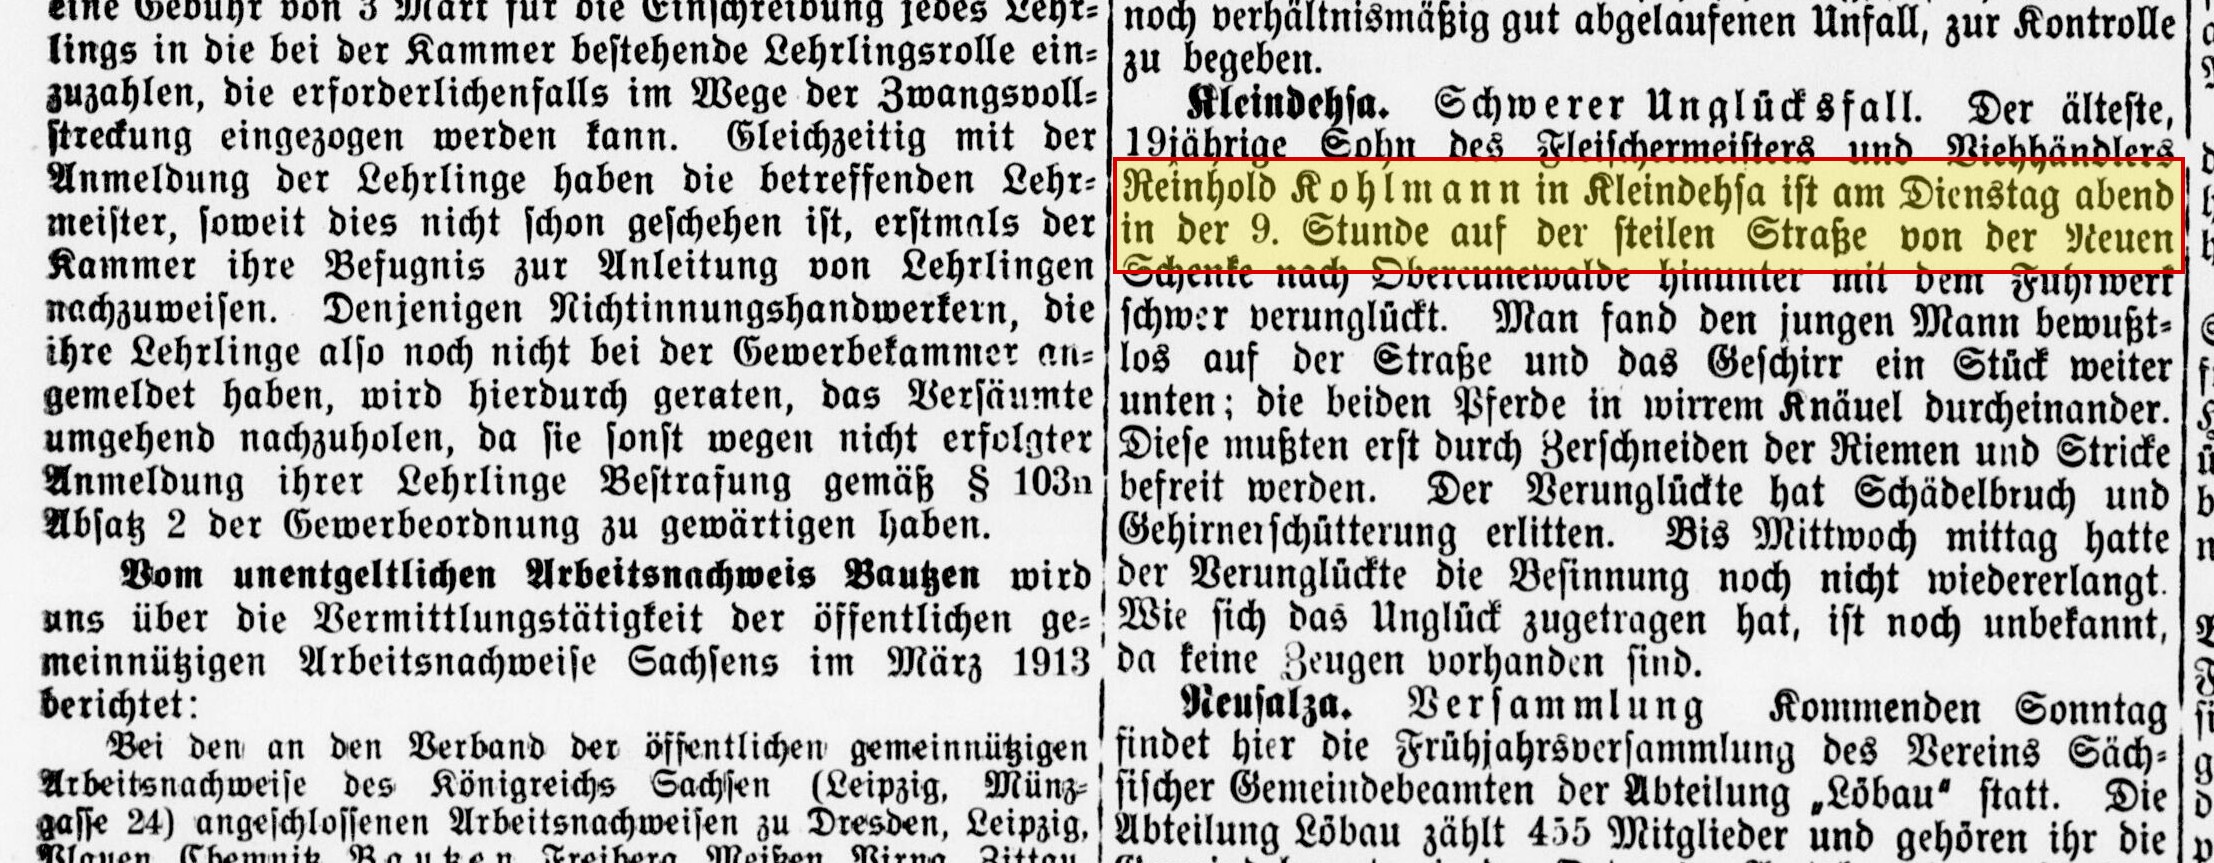 eine Gebühr von 3 Mark für die Einschreibung jedes Lehr-
lings in die bei der Kammer bestehende Lehrlingsrolle ein-
zuzahlen, die erforderlichenfalls im Wege der Zwangsvoll-
streckung eingezogen werden kann. Gleichzeitig mit der
Anmeldung der Lehrlinge haben die betreffenden Lehr-
meister, soweit dies nicht schon geschehen ist, erstmals der
Kammer ihre Befugnis zur Anleitung von Lehrlingen
nachzuweisen. Denjenigen Nichtinnungshandwerkern, die
ihre Lehrlinge also noch nicht bei der Gewerbekammer an-
gemeldet haben, wird hierdurch geraten, das Versäumte
umgehend nachzuholen, da sie sonst wegen nicht erfolgter
Anmeldung ihrer Lehrlinge Bestrafung gemäß § 103n
Absatz 2 der Gewerbeordnung zu gewärtigen haben.
Vom unentgeltlichen Arbeitsnachweis Bautzen wird
uns über die Vermittlungstätigkeit der öffentlichen ge-
meinnützigen Arbeitsnachweise Sachsens im März 1913
berichtet:
Bei den an den Verband der öffentlichen gemeinnützigen
Arbeitsnachweise des Königreichs Sachsen (Leipzig, Münz-
gasse 24) angeschlossenen Arbeitsnachweisen zu Dresden, Leipzig,
Plauen, Chemnitz, Bautzen, Freiberg, Meißen, Pirna, Zittau,
noch verhältnismäßig gut abgelaufenen Unfall, zur Kontrolle
zu begeben.
Kleindehsa. Schwerer Unglücksfall. Der älteste,
19jährige Sohn des Fleischermeisters und Viehhändlers
Reinhold Kohlmann in Kleindehsa ist am Dienstag abend
in der 9. Stunde auf der steilen Straße von der Neuen
Schenke nach Obercunewalde hinunter mit dem Fuhrwerk
schwer verunglückt. Man fand den jungen Mann bewußt-
los auf der Straße und das Geschirr ein Stück weiter
unten; die beiden Pferde in wirrem Knäuel durcheinander.
Diese mußten erst durch Zerschneiden der Riemen und Stricke
befreit werden. Der Verunglückte hat Schädelbruch und
Gehirnerschütterung erlitten. Bis Mittwoch mittag hatte
der Verunglückte die Besinnung noch nicht wiedererlangt.
Wie sich das Unglück zugetragen hat, ist noch unbekannt,
da keine Zeugen vorhanden sind.
Neusalza. Versammlung Kommenden Sonntag
findet hier die Frühjahrsversammlung des Vereins Säch-
sischer Gemeindebeamten der Abteilung „Löbau" statt. Die
Abteilung Löbau zählt 455 Mitglieder und gehören ihr die